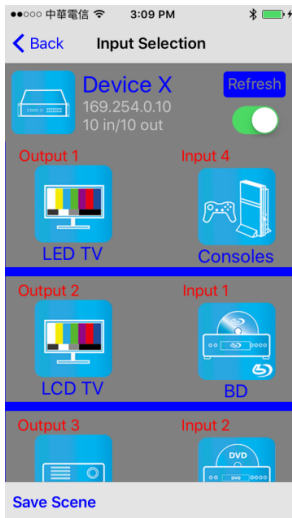 中華電信 3:09 PM
Back Input Selection
Device X Refresh
169.254.0.10
10 in/10 out
Output 1 Input 4
LED TV Consoles
Output 2 Input 1
LCD TV BD
Output 3 Input 2
DVD
Save Scene